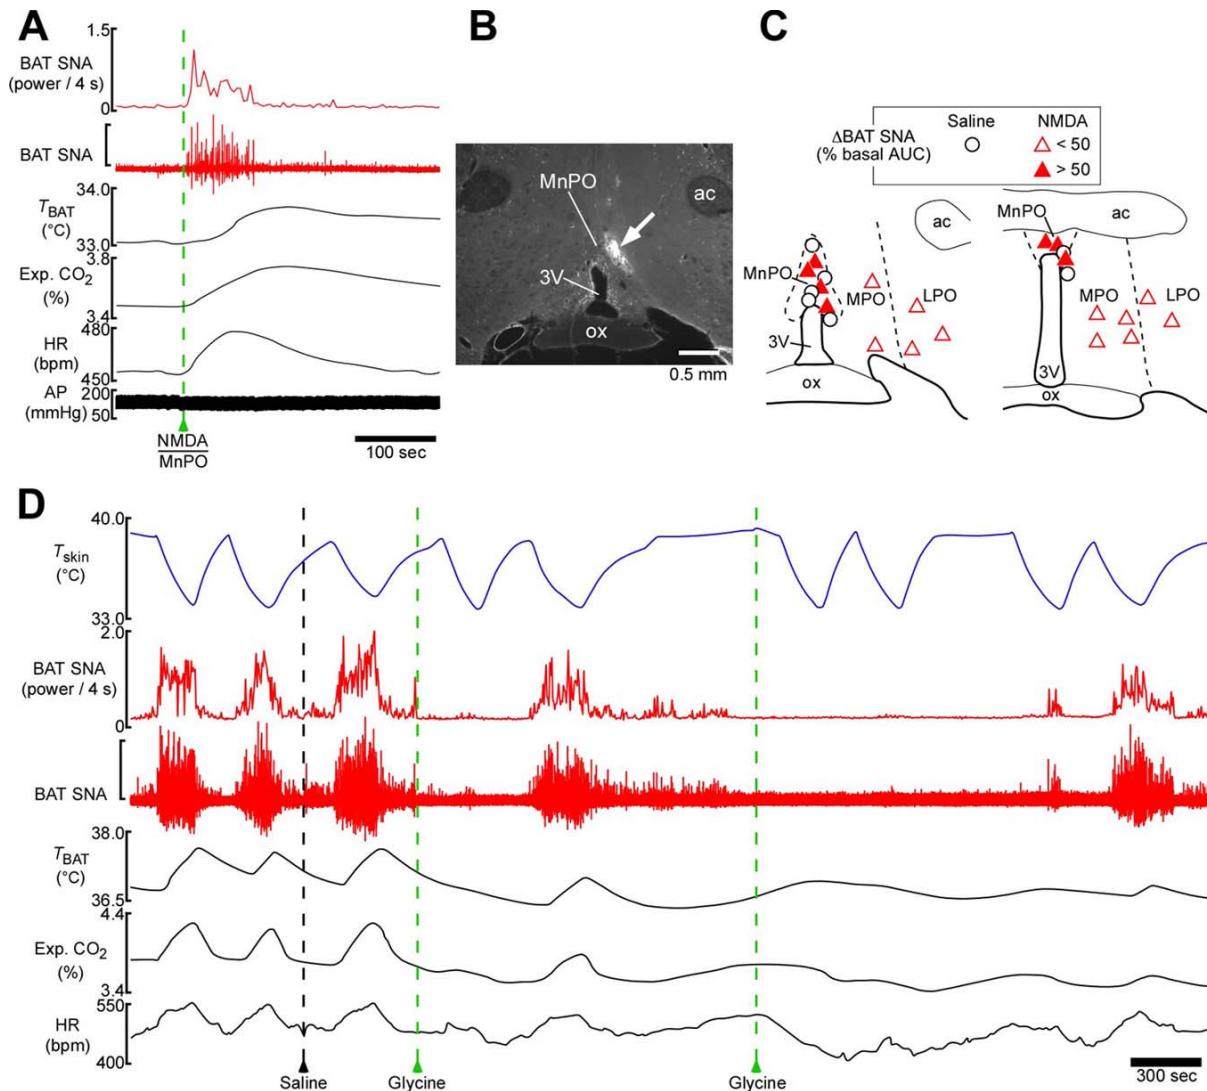 A
1.5
BAT SNA
(power / 4 s)
0
BAT SNA
34.0
TBAT
(°C)
33.0
3.8
Exp. CO2
(%)
3.4
480
HR
(bpm)
450
AP
(mmHg)
200
50
NMDA
MnPO
100 sec
B
MnPO
ac
3V
ox
0.5 mm
C
ΔBAT SNA
(% basal AUC)
Saline
NMDA
< 50
> 50
ac
MnPO
MPO
LPO
3V
ox
MnPO
ac
MPO
LPO
3V
ox
D
40.0
Tskin
(°C)
33.0
2.0
BAT SNA
(power / 4 s)
0
BAT SNA
38.0
TBAT
(°C)
36.5
4.4
Exp. CO2
(%)
3.4
550
HR
(bpm)
400
Saline
Glycine
Glycine
300 sec